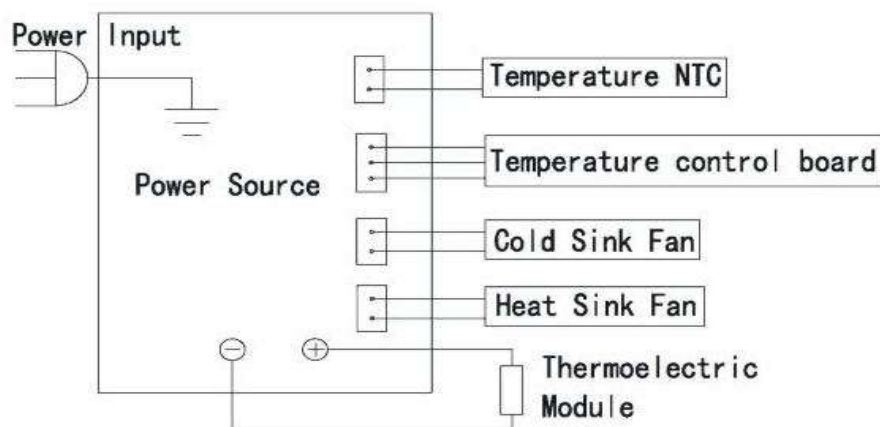 Power Input
Temperature NTC
Temperature control board
Power Source
Cold Sink Fan
Heat Sink Fan
− +
Thermoelectric
Module